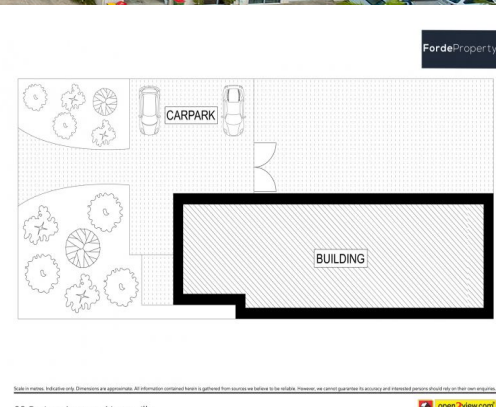 FordeProperty
CARPARK
BUILDING
Scale in metres. Indicative only. Dimensions are approximate. All information contained herein is gathered from sources we believe to be reliable. However, we cannot guarantee its accuracy and interested persons should rely on their own enquiries.
open2view.com